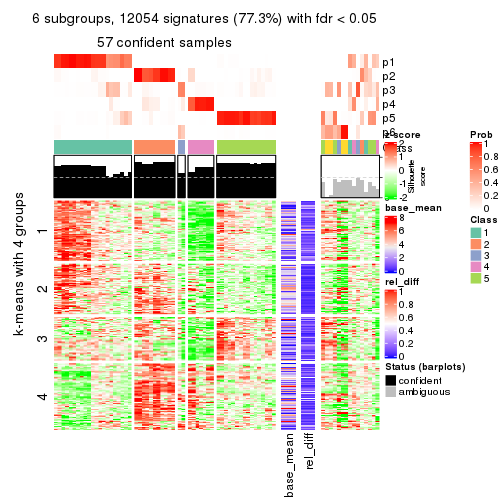 6 subgroups, 12054 signatures (77.3%) with fdr < 0.05
57 confident samples
p1
p2
p3
p4
p5
p6
Class
k-means with 4 groups
1
2
3
4
base_mean
rel_diff
z-score
2
1
0
-1
-2
Silhouette
score
base_mean
8
6
4
2
0
rel_diff
1
0.8
0.6
0.4
0.2
0
Status (barplots)
confident
ambiguous
Prob
1
0.8
0.6
0.4
0.2
0
Class
1
2
3
4
5